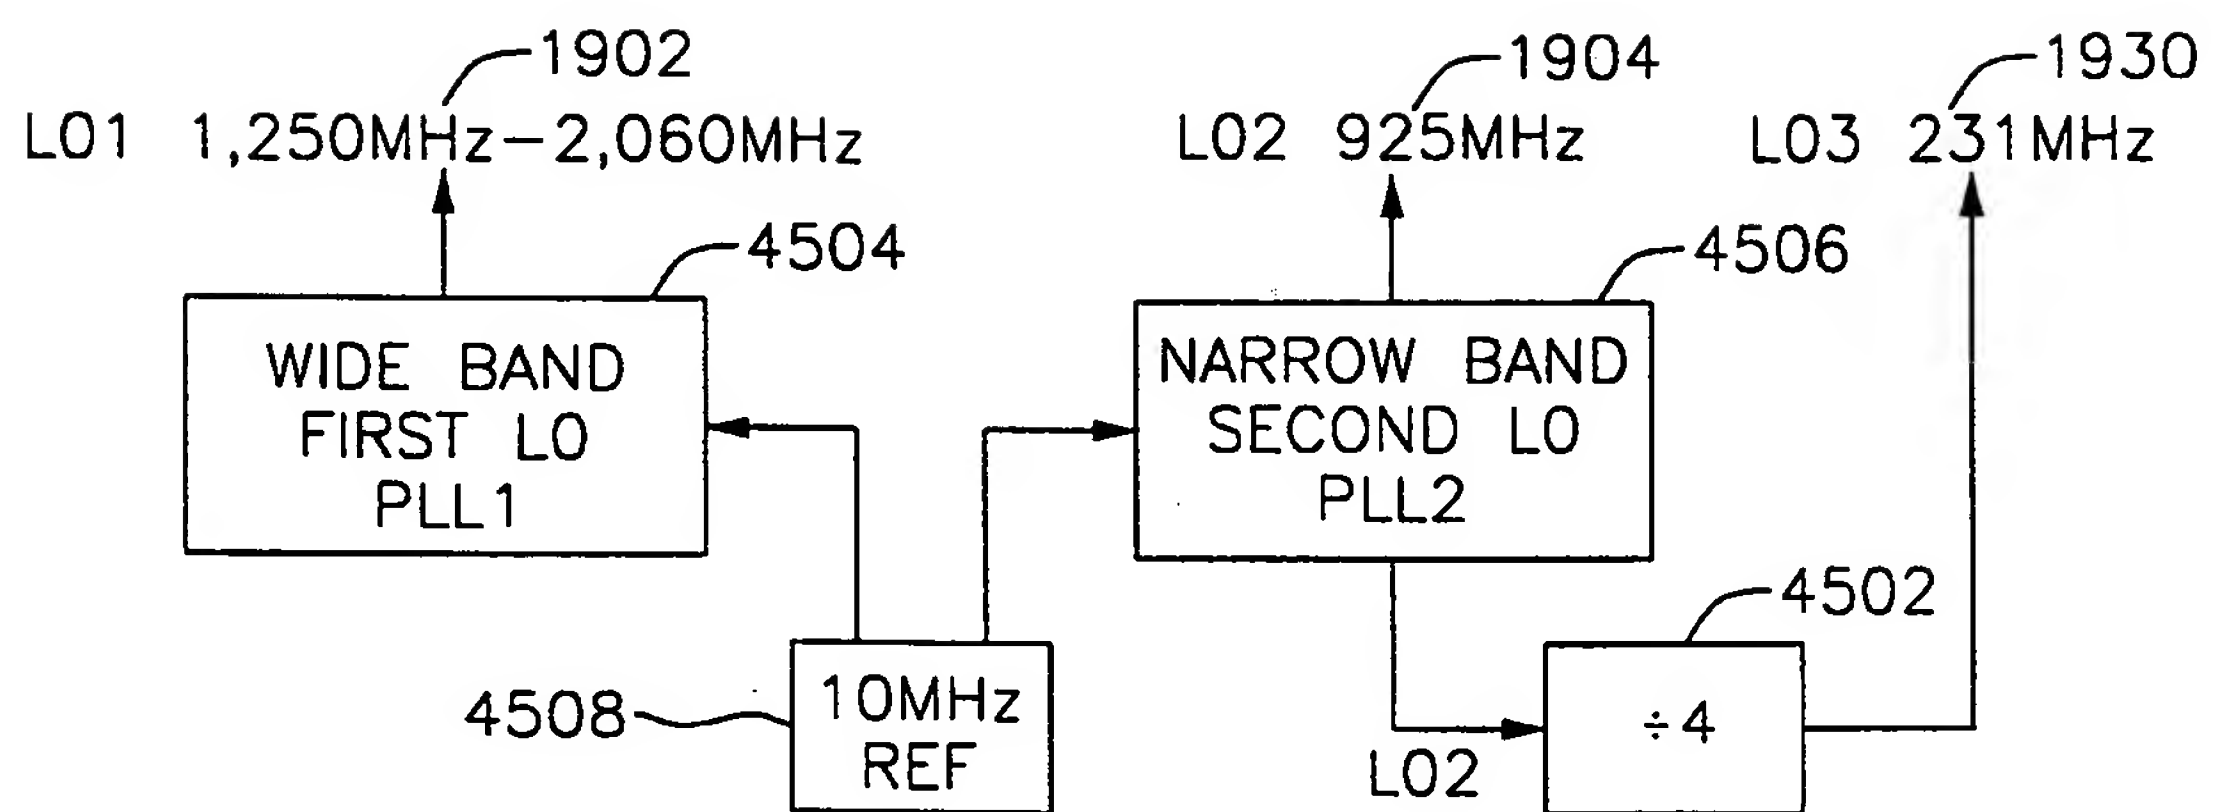 1902
1904
1930
LO1 1,250MHz-2,060MHz
LO2 925MHz
LO3 231MHz
4504
4506
WIDE BAND
FIRST LO
PLL1
NARROW BAND
SECOND LO
PLL2
4502
4508
10MHz
REF
÷4
LO2